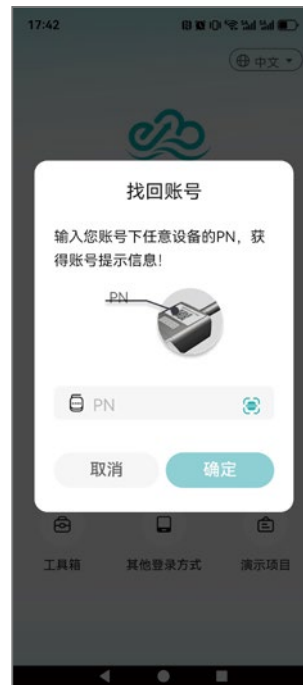 17:42
中文
找回账号
输入您账号下任意设备的PN，获
得账号提示信息！
PN
PN
取消
确定
工具箱
其他登录方式
演示项目